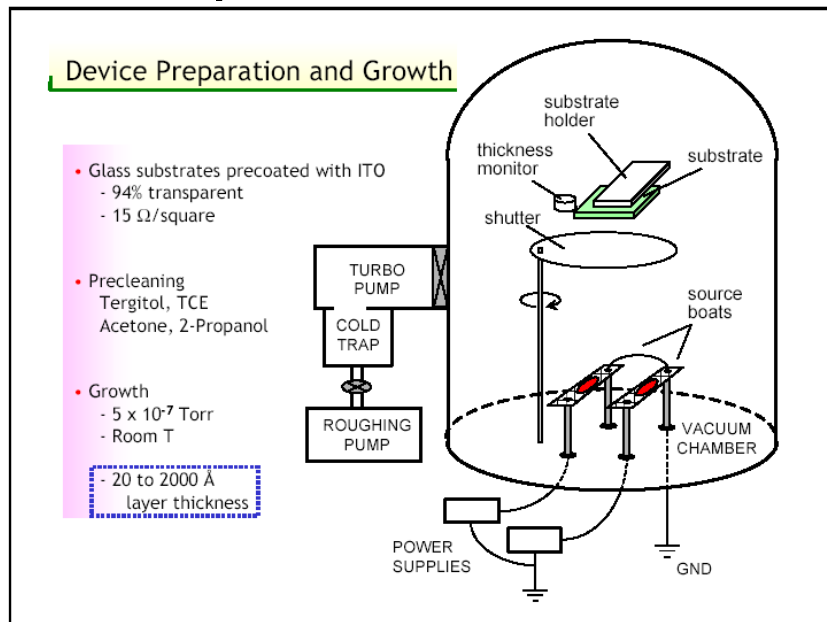 Device Preparation and Growth
• Glass substrates precoated with ITO
- 94% transparent
- 15 Ω/square
• Precleaning
Tergitol, TCE
Acetone, 2-Propanol
• Growth
- 5 x 10⁻⁷ Torr
- Room T
- 20 to 2000 Å
layer thickness
substrate
holder
thickness
monitor
substrate
shutter
TURBO
PUMP
COLD
TRAP
ROUGHING
PUMP
source
boats
VACUUM
CHAMBER
POWER
SUPPLIES
GND